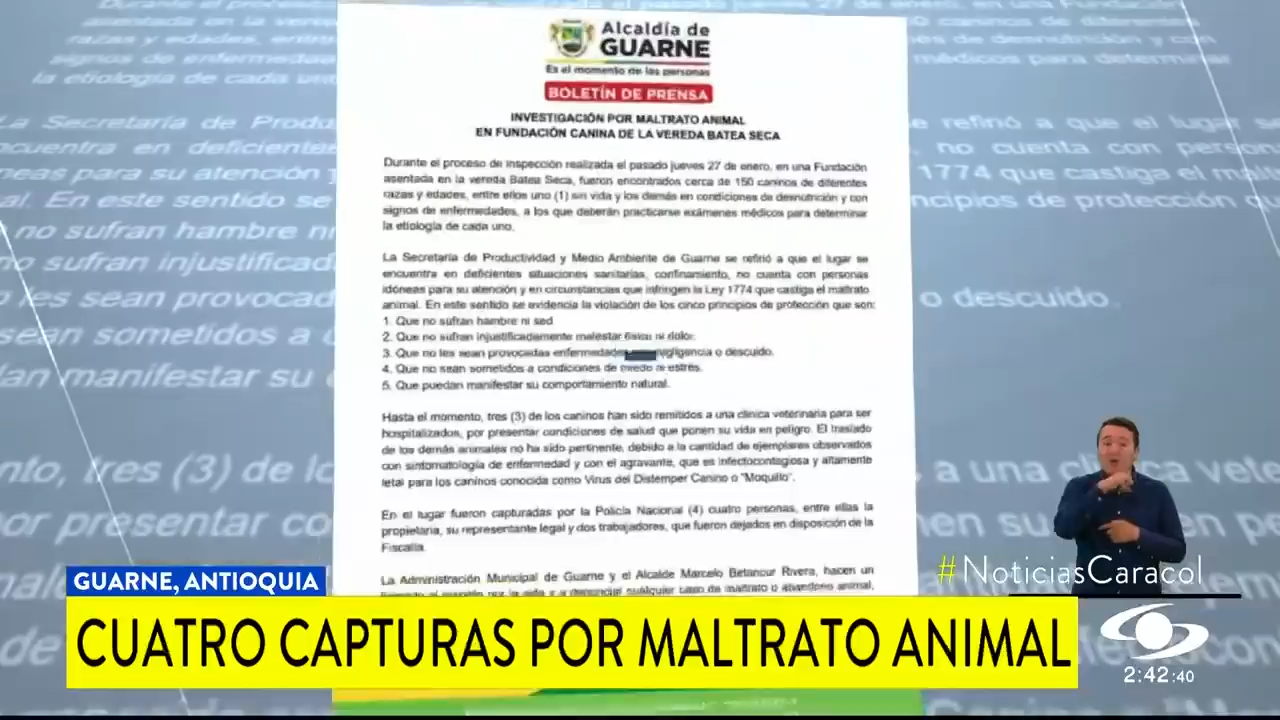 Alcaldía de
GUARNE
Es el momento de las personas
BOLETÍN DE PRENSA
INVESTIGACIÓN POR MALTRATO ANIMAL
EN FUNDACIÓN CANINA DE LA VEREDA BATEA SECA
Durante el proceso de inspección realizada el pasado jueves 27 de enero, en una Fundación
asentada en la vereda Batea Seca, fueron encontrados cerca de 150 caninos de diferentes
razas y edades, entre ellos uno (1) sin vida y los demás en condiciones de desnutrición y con
signos de enfermedades, a los que deberán practicarse exámenes médicos para determinar
la etiología de cada uno.
La Secretaría de Productividad y Medio Ambiente de Guarne se refirió a que el lugar se
encuentra en deficientes situaciones sanitarias, confinamiento, no cuenta con personas
idóneas para su atención y en circunstancias que infringen la Ley 1774 que castiga el maltrato
animal. En este sentido se evidencia la violación de los cinco principios de protección que son:
1. Que no sufran hambre ni sed
2. Que no sufran injustificadamente malestar físico ni dolor.
3. Que no les sean provocadas enfermedades negligencia o descuido.
4. Que no sean sometidos a condiciones de miedo ni estrés.
5. Que puedan manifestar su comportamiento natural.
Hasta el momento, tres (3) de los caninos han sido remitidos a una clínica veterinaria para ser
hospitalizados, por presentar condiciones de salud que ponen su vida en peligro. El traslado
de los demás animales no ha sido pertinente, debido a la cantidad de ejemplares observados
con sintomatología de enfermedad y con el agravante, que es infectocontagiosa y altamente
letal para los caninos conocida como Virus del Distemper Canino o "Moquillo".
En el lugar fueron capturadas por la Policía Nacional (4) cuatro personas, entre ellas la
propietaria, su representante legal y dos trabajadores, que fueron dejados en disposición de la
Fiscalía.
La Administración Municipal de Guarne y el Alcalde Marcelo Betancur Rivera, hacen un
GUARNE, ANTIOQUIA
CUATRO CAPTURAS POR MALTRATO ANIMAL
#NoticiasCaracol
2:42:40